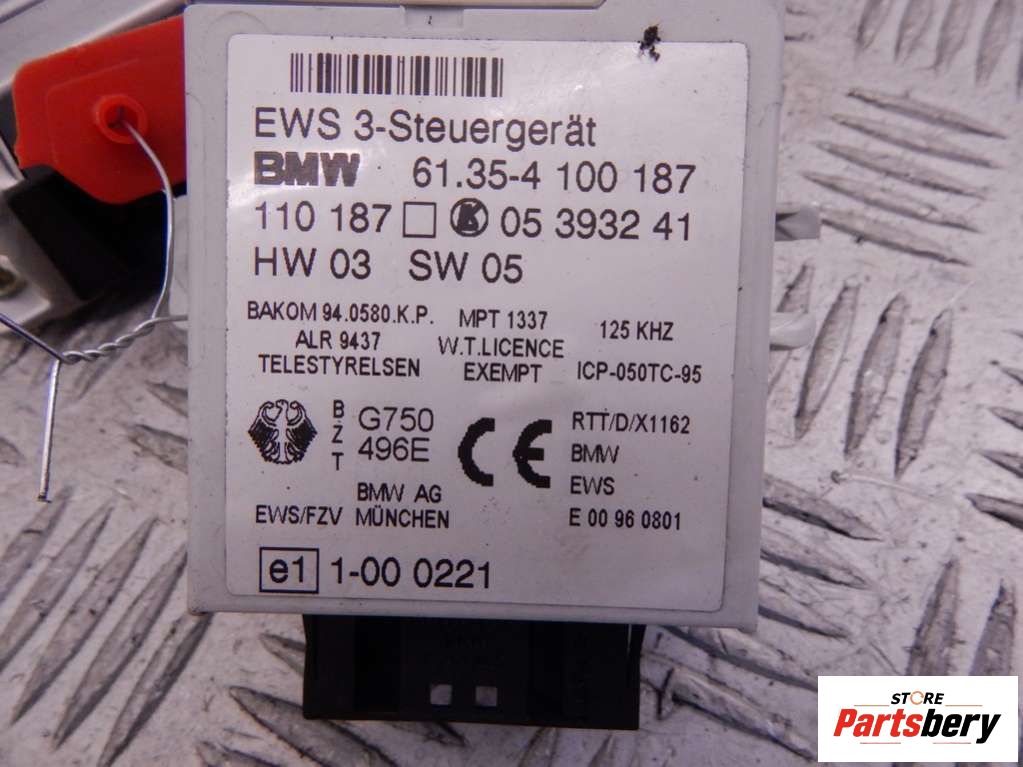 EWS 3-Steuergerät
BMW 61.35-4 100 187
110 187 □ K 05 3932 41
HW 03 SW 05
BAKOM 94.0580.K.P. MPT 1337 125 KHZ
ALR 9437 W.T.LICENCE
TELESTYRELSEN EXEMPT ICP-050TC-95
BZT G750 496E CE RTT/D/X1162
BMW
EWS
BMW AG
EWS/FZV MÜNCHEN E 00 96 0801
e1 1-00 0221
STORE
Partsbery